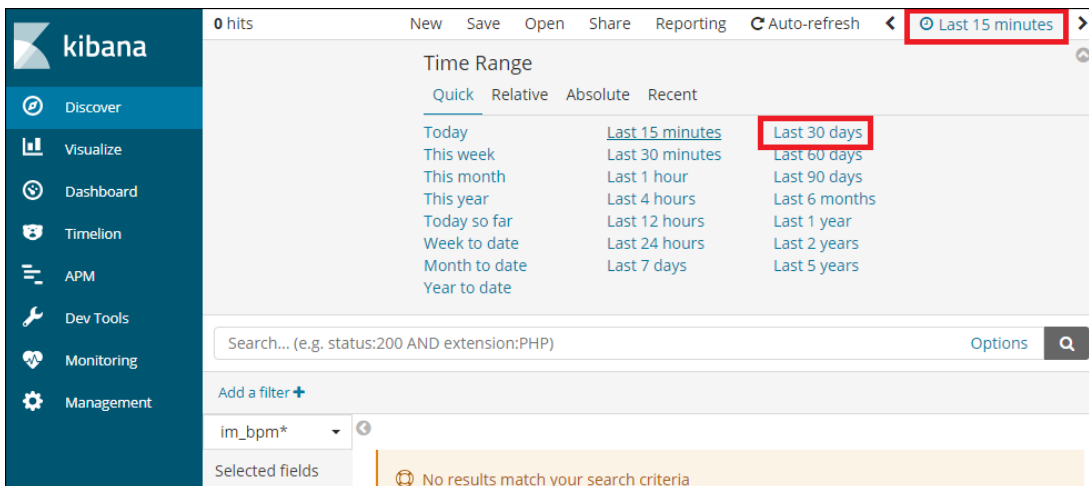 kibana
Discover
Visualize
Dashboard
Timelion
APM
Dev Tools
Monitoring
Management
0 hits New Save Open Share Reporting Auto-refresh Last 15 minutes
Time Range
Quick Relative Absolute Recent
Today Last 15 minutes Last 30 days
This week Last 30 minutes Last 60 days
This month Last 1 hour Last 90 days
This year Last 4 hours Last 6 months
Today so far Last 12 hours Last 1 year
Week to date Last 24 hours Last 2 years
Month to date Last 7 days Last 5 years
Year to date
Search... (e.g. status:200 AND extension:PHP) Options
Add a filter +
im_bpm*
Selected fields
No results match your search criteria